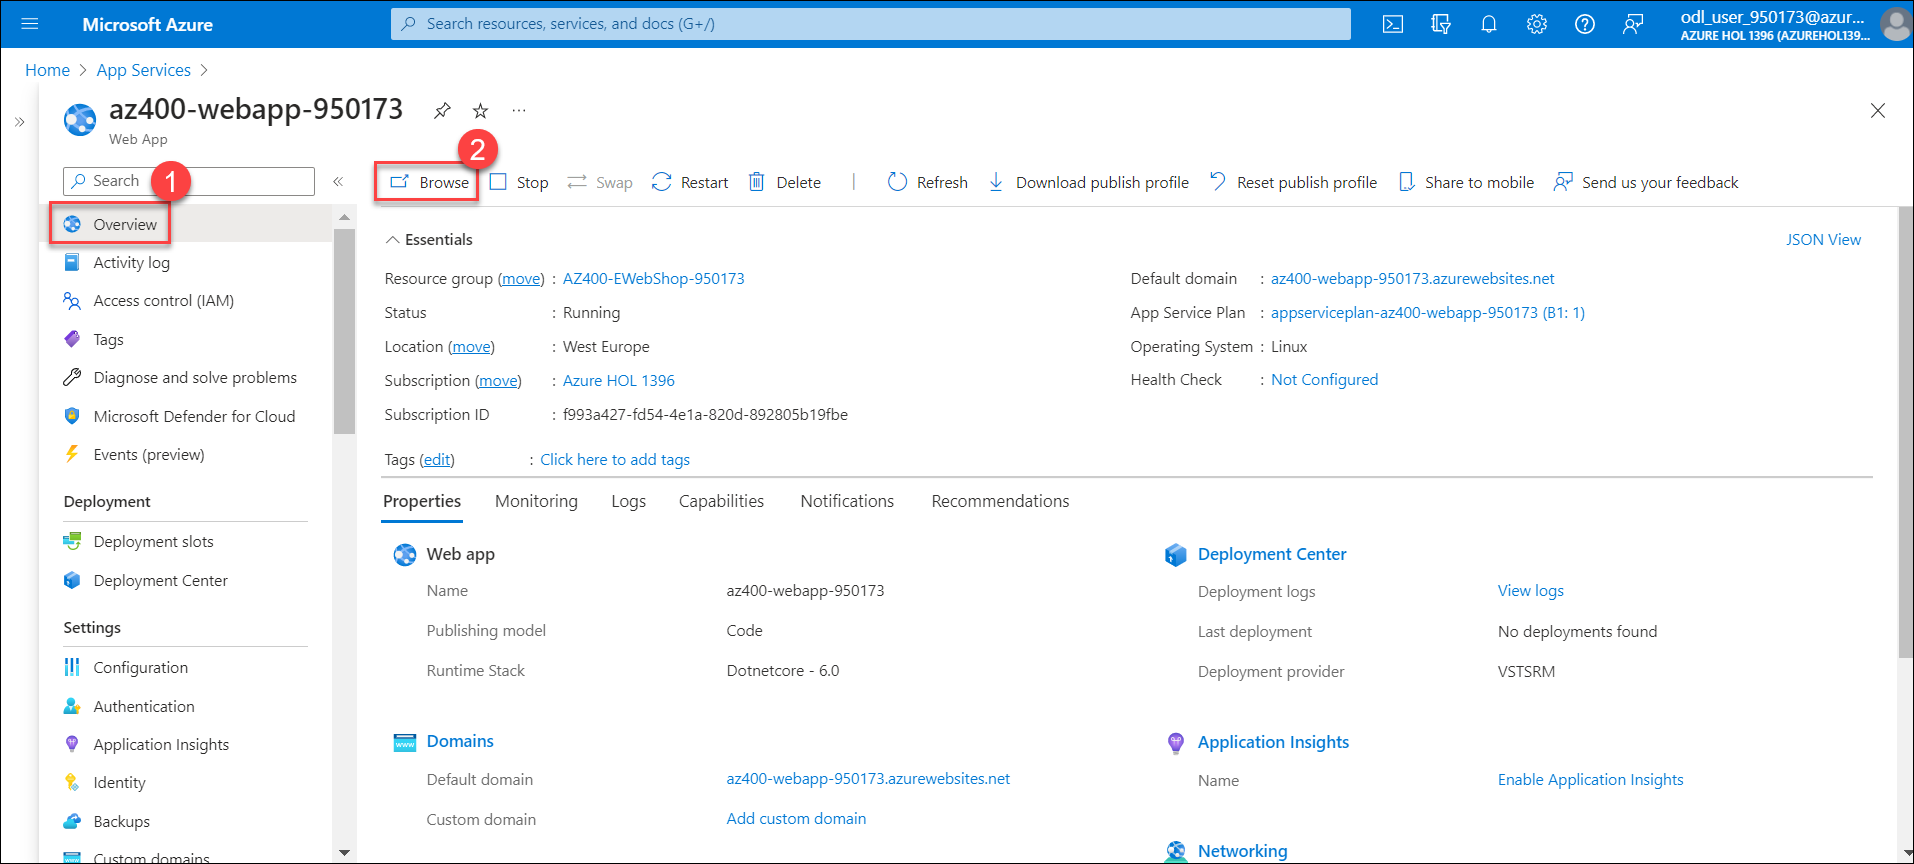 Microsoft Azure
Search resources, services, and docs (G+/)
odl_user_950173@azur...
AZURE HOL 1396 (AZUREHOL139...
Home > App Services >
az400-webapp-950173
Web App
Search
1
2
Browse Stop Swap Restart Delete Refresh Download publish profile Reset publish profile Share to mobile Send us your feedback
Overview
Activity log
Access control (IAM)
Tags
Diagnose and solve problems
Microsoft Defender for Cloud
Events (preview)
Deployment
Deployment slots
Deployment Center
Settings
Configuration
Authentication
Application Insights
Identity
Backups
Custom domains
Essentials
JSON View
Resource group (move) : AZ400-EWebShop-950173
Status : Running
Location (move) : West Europe
Subscription (move) : Azure HOL 1396
Subscription ID : f993a427-fd54-4e1a-820d-892805b19fbe
Default domain : az400-webapp-950173.azurewebsites.net
App Service Plan : appserviceplan-az400-webapp-950173 (B1: 1)
Operating System : Linux
Health Check : Not Configured
Tags (edit) : Click here to add tags
Properties Monitoring Logs Capabilities Notifications Recommendations
Web app
Name az400-webapp-950173
Publishing model Code
Runtime Stack Dotnetcore - 6.0
Domains
Default domain az400-webapp-950173.azurewebsites.net
Custom domain Add custom domain
Deployment Center
Deployment logs View logs
Last deployment No deployments found
Deployment provider VSTSRM
Application Insights
Name Enable Application Insights
Networking